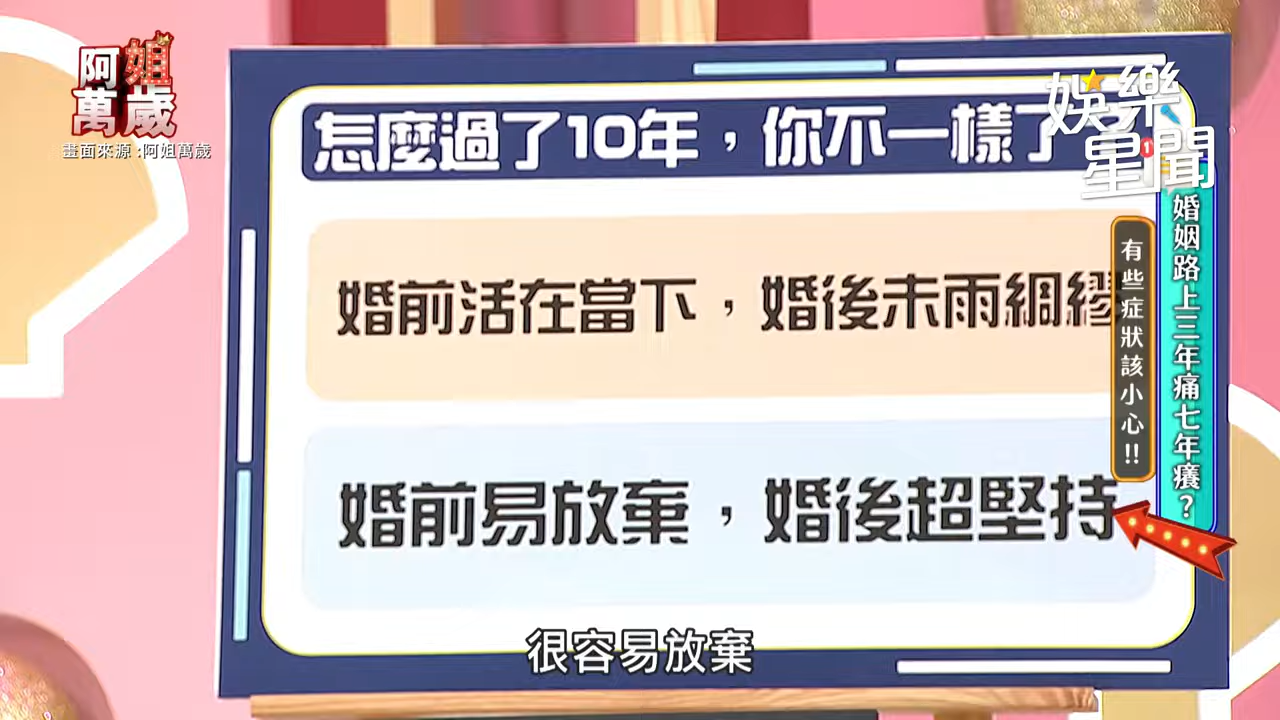 阿姐
萬歲
畫面來源:阿姐萬歲
娛樂
星聞
怎麼過了10年，你不一樣了
婚前活在當下，婚後未雨綢繆
婚前易放棄，婚後超堅持
婚姻路上三年痛七年癢？
有些症狀該小心!!
很容易放棄